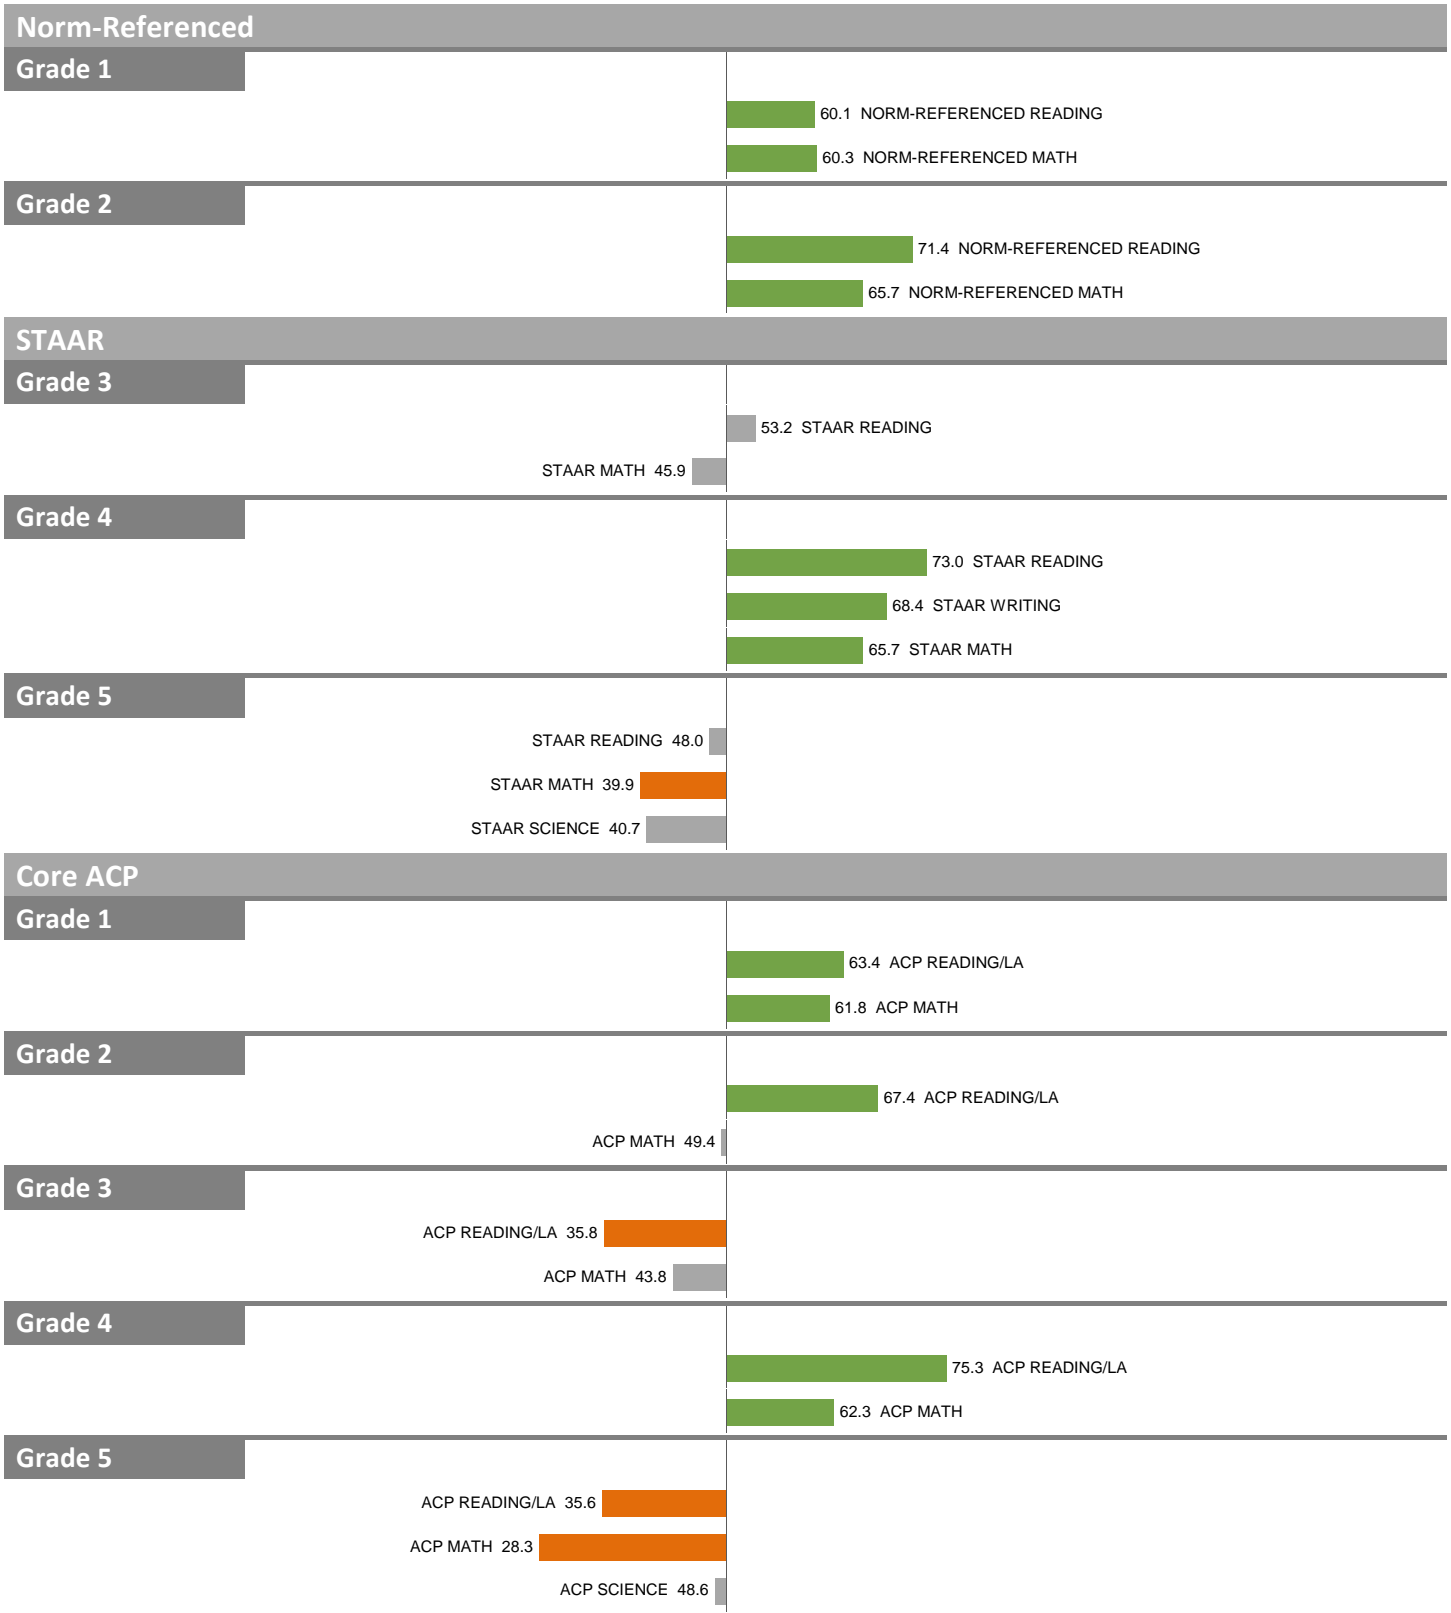 Norm-Referenced
Grade 1
60.1 NORM-REFERENCED READING
60.3 NORM-REFERENCED MATH
Grade 2
71.4 NORM-REFERENCED READING
65.7 NORM-REFERENCED MATH
STAAR
Grade 3
53.2 STAAR READING
STAAR MATH 45.9
Grade 4
73.0 STAAR READING
68.4 STAAR WRITING
65.7 STAAR MATH
Grade 5
STAAR READING 48.0
STAAR MATH 39.9
STAAR SCIENCE 40.7
Core ACP
Grade 1
63.4 ACP READING/LA
61.8 ACP MATH
Grade 2
67.4 ACP READING/LA
ACP MATH 49.4
Grade 3
ACP READING/LA 35.8
ACP MATH 43.8
Grade 4
75.3 ACP READING/LA
62.3 ACP MATH
Grade 5
ACP READING/LA 35.6
ACP MATH 28.3
ACP SCIENCE 48.6